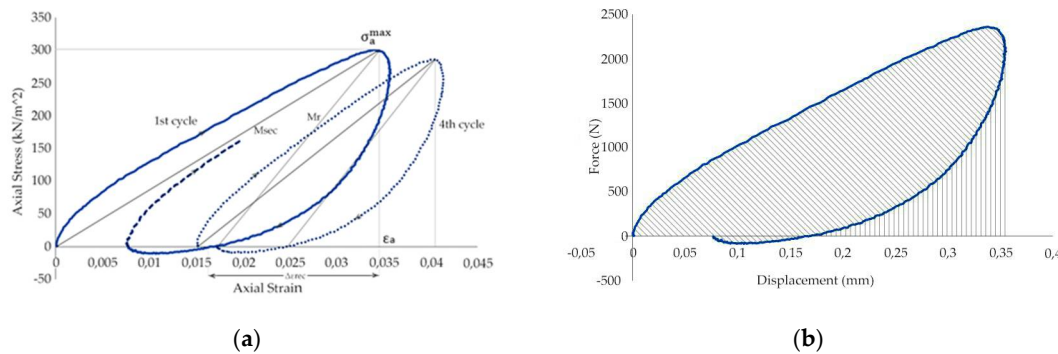 350
300
250
200
150
100
50
0
-50
Axial Stress (kN/m^2)
σₐᵐᵃˣ
1st cycle
Msec
Mr
4th cycle
εa
0 0,005 0,01 0,015 0,02 0,025 0,03 0,035 0,04 0,045
Δεrec
Axial Strain
(a)
2500
2000
1500
1000
500
0
-500
Force (N)
-0,05 0 0,05 0,1 0,15 0,2 0,25 0,3 0,35 0,4
Displacement (mm)
(b)